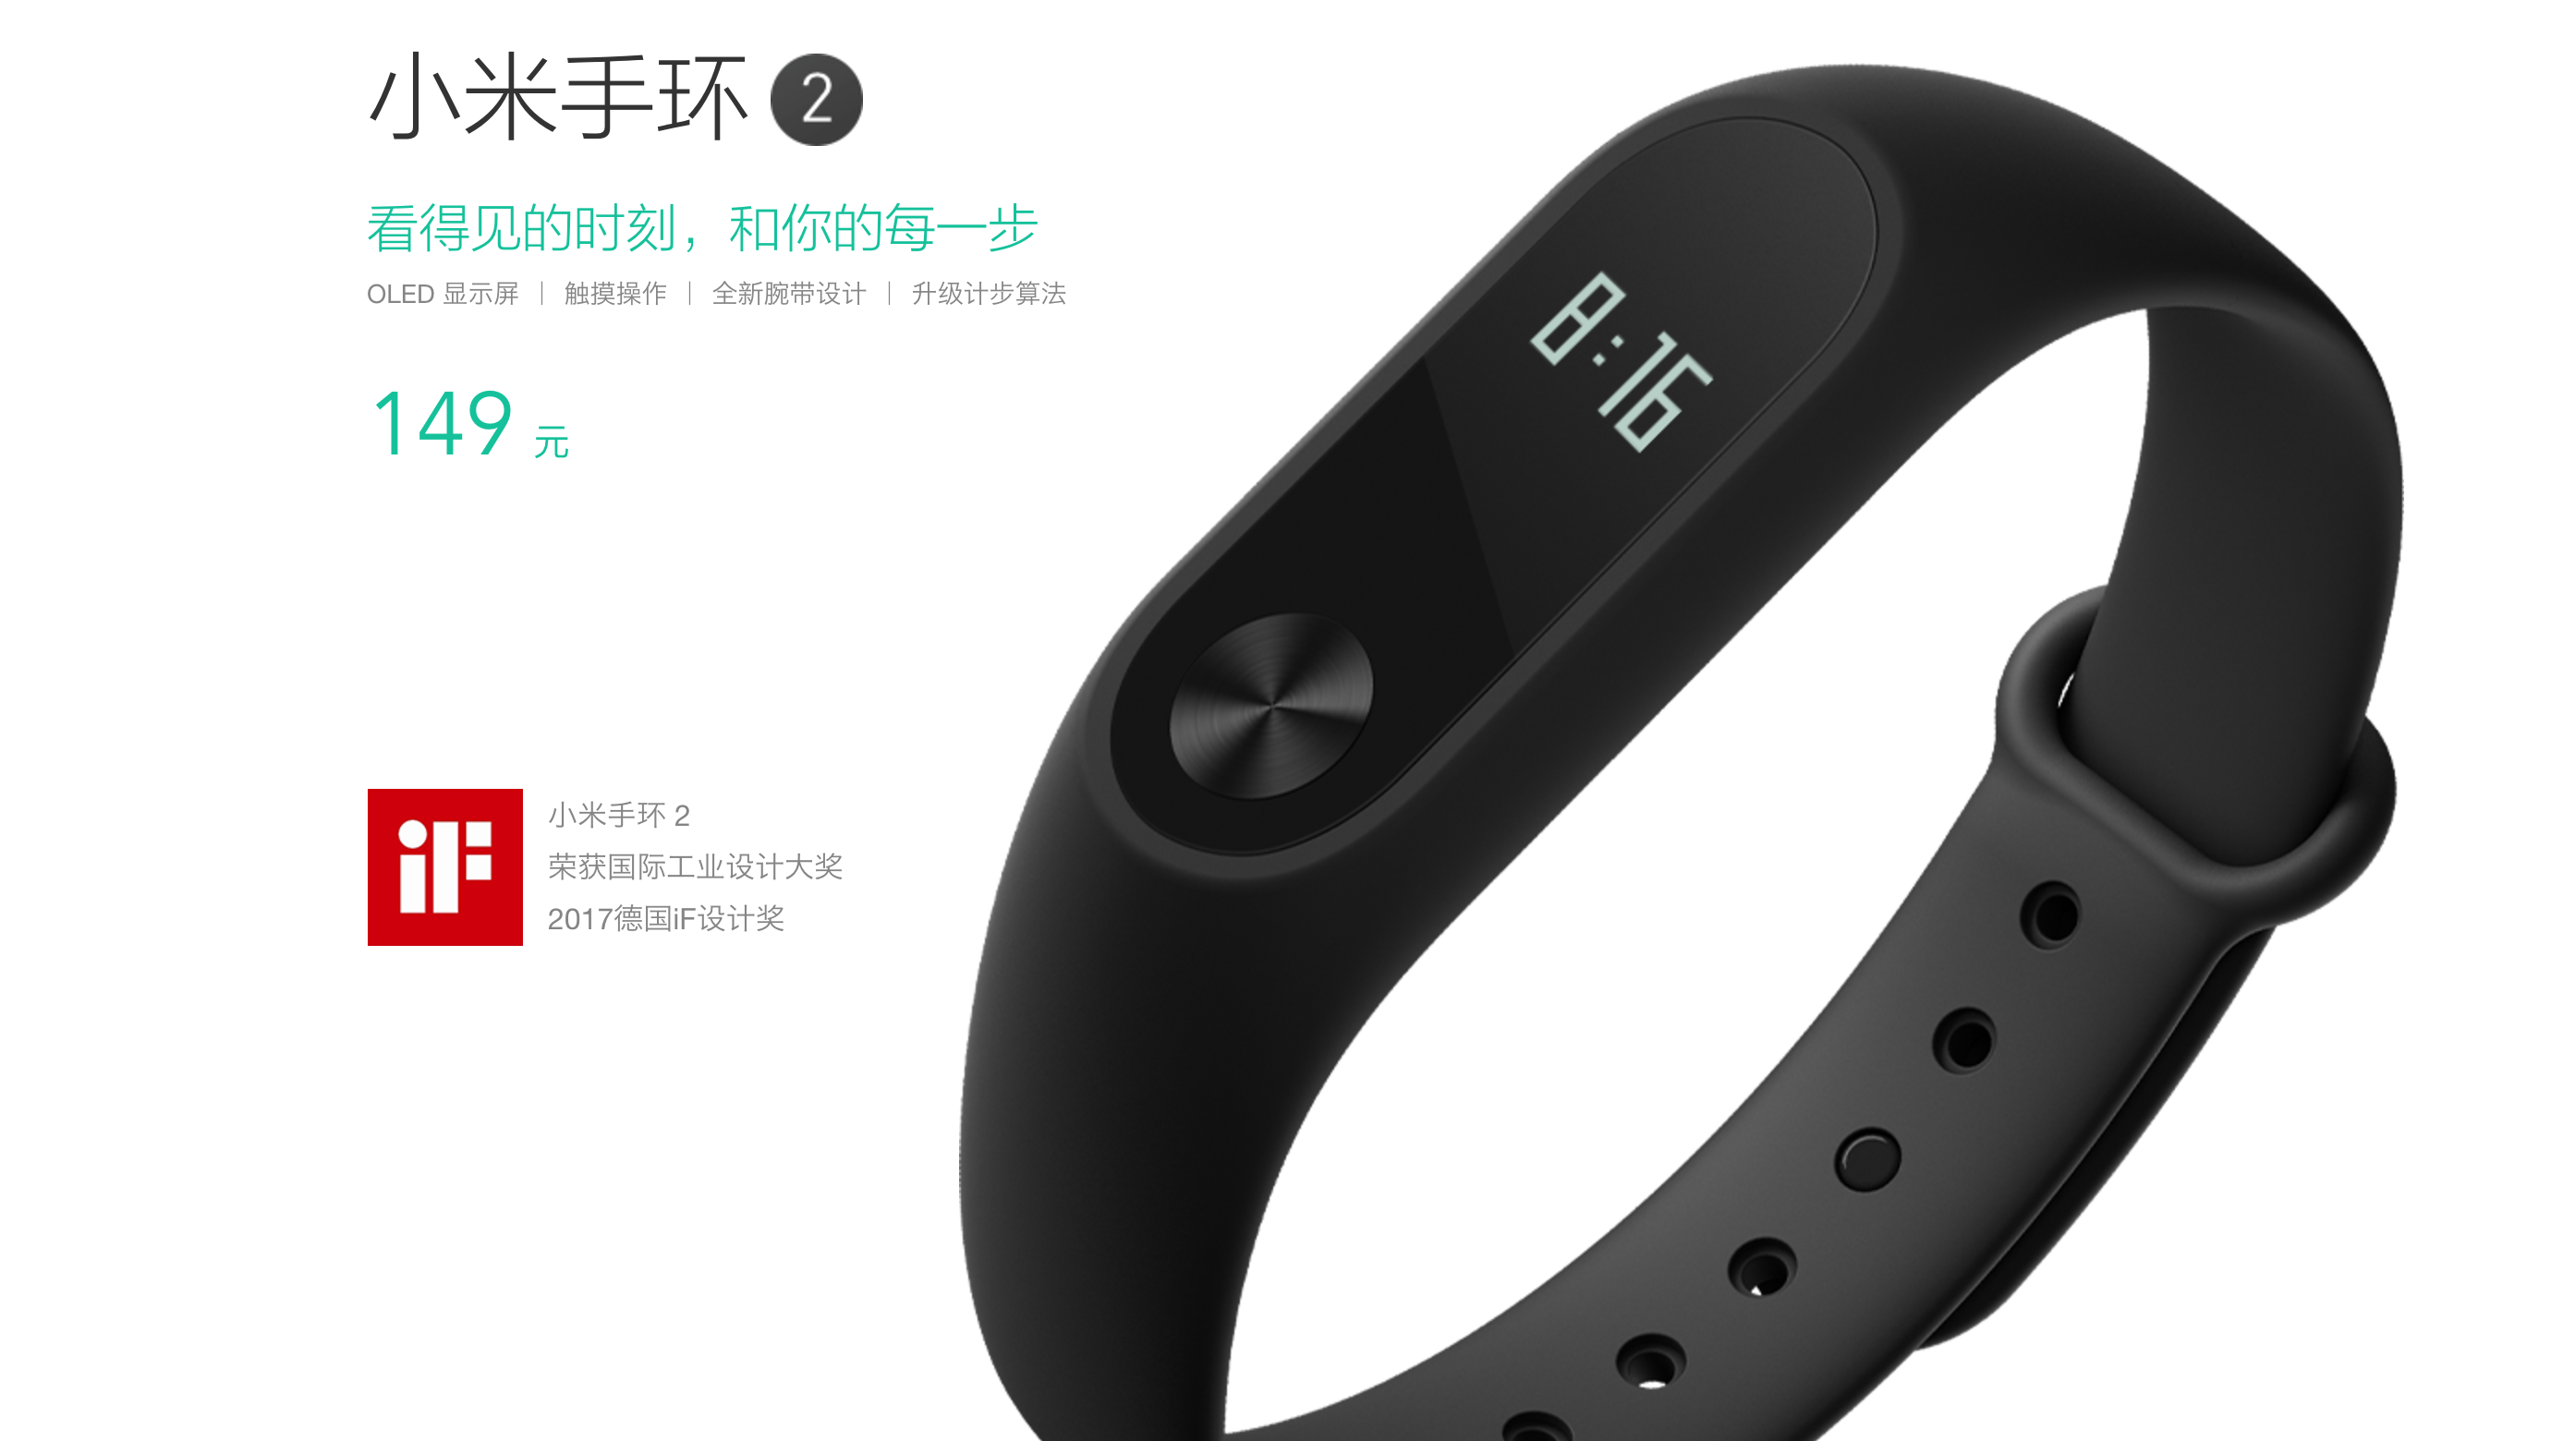 小米手环 2
看得见的时刻，和你的每一步
OLED 显示屏 | 触摸操作 | 全新腕带设计 | 升级计步算法
149 元
8:16
iF
小米手环 2
荣获国际工业设计大奖
2017德国iF设计奖